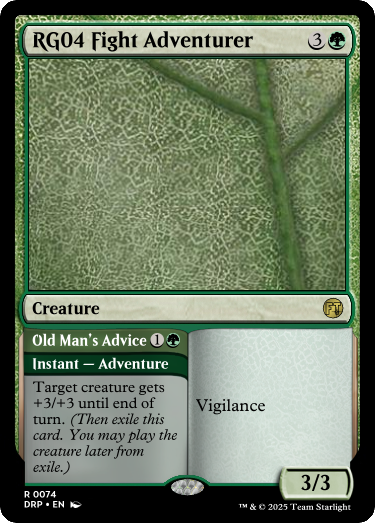 RG04 Fight Adventurer 3
Creature
FT
Old Man's Advice 1
Instant — Adventure
Target creature gets
+3/+3 until end of
turn. (Then exile this
card. You may play the
creature later from
exile.)
Vigilance
3/3
R 0074
DRP • EN
™ & © 2025 Team Starlight